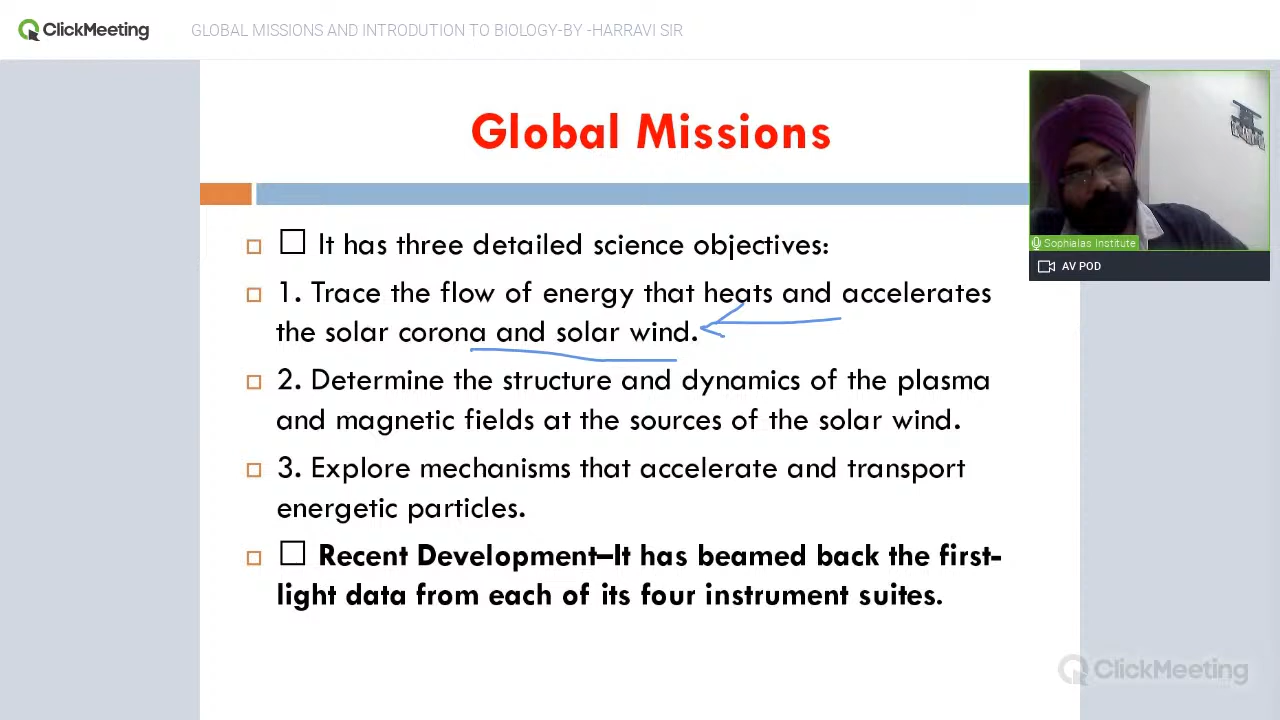 ClickMeeting
GLOBAL MISSIONS AND INTRODUTION TO BIOLOGY-BY -HARRAVI SIR
Global Missions
It has three detailed science objectives:
1. Trace the flow of energy that heats and accelerates
the solar corona and solar wind.
2. Determine the structure and dynamics of the plasma
and magnetic fields at the sources of the solar wind.
3. Explore mechanisms that accelerate and transport
energetic particles.
Recent Development–It has beamed back the first-
light data from each of its four instrument suites.
Sophialas Institute
AV POD
ClickMeeting